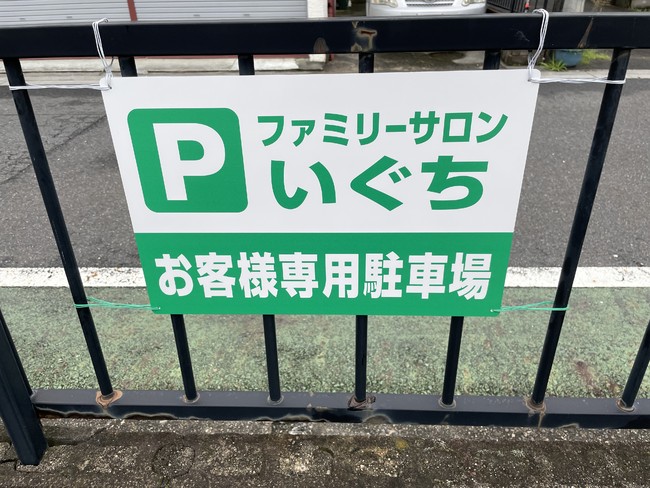 P
ファミリーサロン
いぐち
お客様専用駐車場